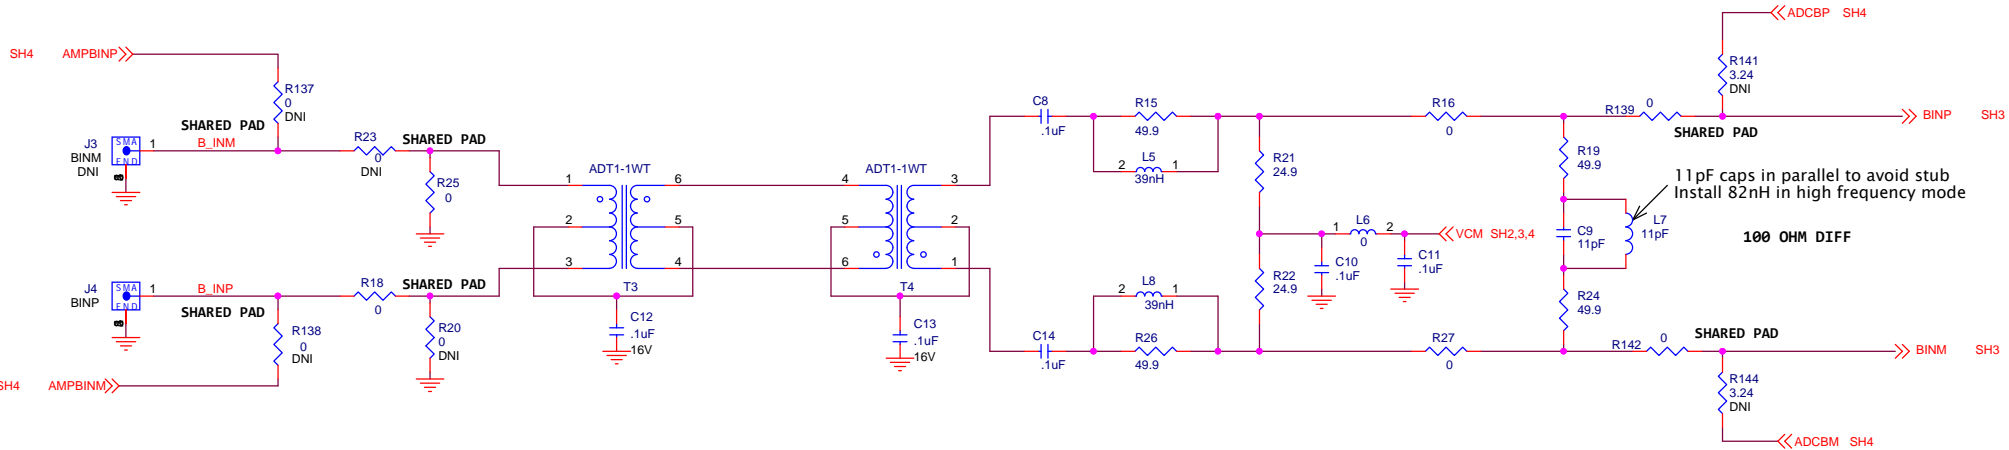 ADCBP SH4
SH4 AMPBINP
R141
3.24
DNI
R137
0
DNI
C8
.1uF
R15
49.9
R16
0
R139 0
BINP SH3
SHARED PAD
SHARED PAD
J3
BINM
DNI
SMA
END
1
B_INM
R23
0
DNI
SHARED PAD
R25
0
2 L5 1
39nH
R21
24.9
R19
49.9
11pF caps in parallel to avoid stub
Install 82nH in high frequency mode
ADT1-1WT
1 6
2 5
3 4
T3
ADT1-1WT
4 3
5 2
6 1
T4
1 L6 2
0
VCM SH2,3,4
C9
11pF
L7
11pF
100 OHM DIFF
C10
.1uF
C11
.1uF
R22
24.9
J4
BINP
SMA
END
1
B_INP
SHARED PAD
R18
0
SHARED PAD
R138
0
DNI
R20
0
DNI
C12
.1uF
16V
C13
.1uF
16V
2 L8 1
39nH
R24
49.9
C14
.1uF
R26
49.9
R27
0
R142 0
SHARED PAD
BINM SH3
R144
3.24
DNI
SH4 AMPBINM
ADCBM SH4